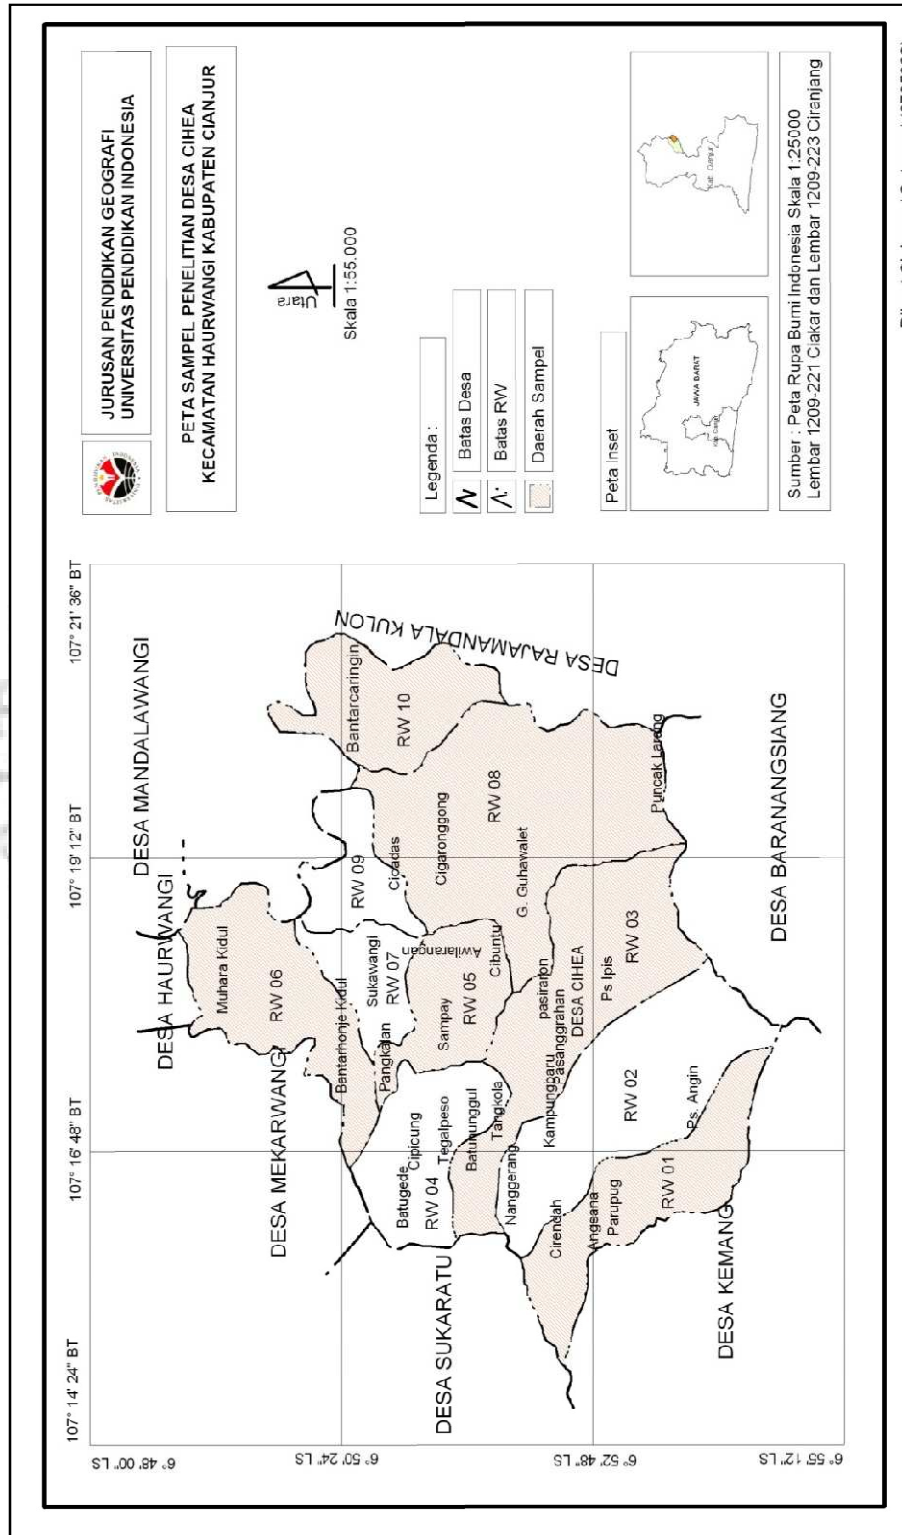 JURUSAN PENDIDIKAN GEOGRAFI
UNIVERSITAS PENDIDIKAN INDONESIA
PETA SAMPEL PENELITIAN DESA CIHEA
KECAMATAN HAURWANGI KABUPATEN CIANJUR
Utara
Skala 1:55.000
Legenda :
Batas Desa
Batas RW
Daerah Sampel
Peta Inset
JAWA BARAT
Kab. Cianjur
Sumber : Peta Rupa Bumi Indonesia Skala 1:25000
Lembar 1209-221 Ciakar dan Lembar 1209-223 Ciranjang
107° 14' 24" BT
107° 16' 48" BT
107° 19' 12" BT
107° 21' 36" BT
6° 48' 00" LS
6° 50' 24" LS
6° 52' 48" LS
6° 55' 12" LS
DESA MANDALAWANGI
DESA HAURWANGI
DESA MEKARWANGI
DESA SUKARATU
DESA KEMANG
DESA BARANANGSIANG
DESA RAJAMANDALA KULON
Muhara Kidul
RW 06
Bantarhonje Kidul
Bantarcaringin
RW 10
RW 09
Cicadas
Sukawangi
RW 07
Pangkalan
Awilarangan
Cigaronggong
RW 08
Sampay
RW 05
Cibuntu
G. Guhawalet
Batugede
Cipicung
RW 04
Tegalpeso
Batununggul
Tangkola
Nanggerang
Kampungbaru
pasiraron
Pasanggrahan
DESA CIHEA
Ps Ipis
RW 03
Puncak Larang
RW 02
Ps. Angin
Cirendah
Angsana
Parupug
RW 01